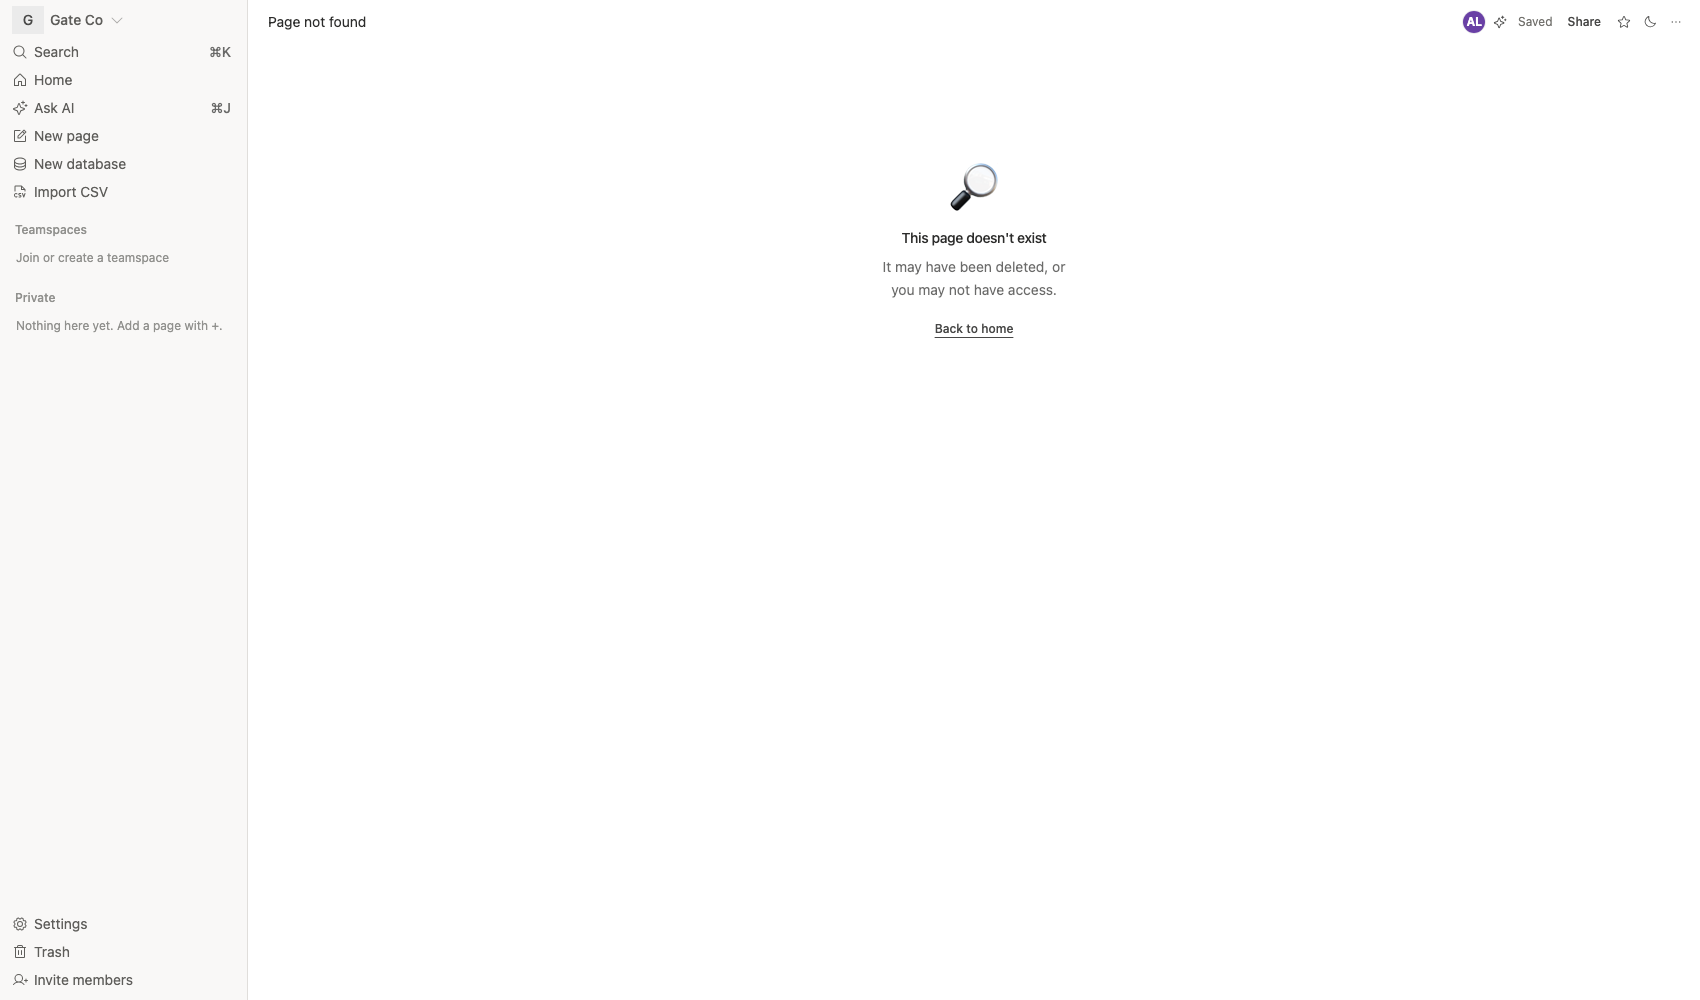 G Gate Co
Search ⌘K
Home
Ask AI ⌘J
New page
New database
CSV Import CSV
Teamspaces
Join or create a teamspace
Private
Nothing here yet. Add a page with +.
Settings
Trash
Invite members
Page not found
AL Saved Share
This page doesn't exist
It may have been deleted, or
you may not have access.
Back to home